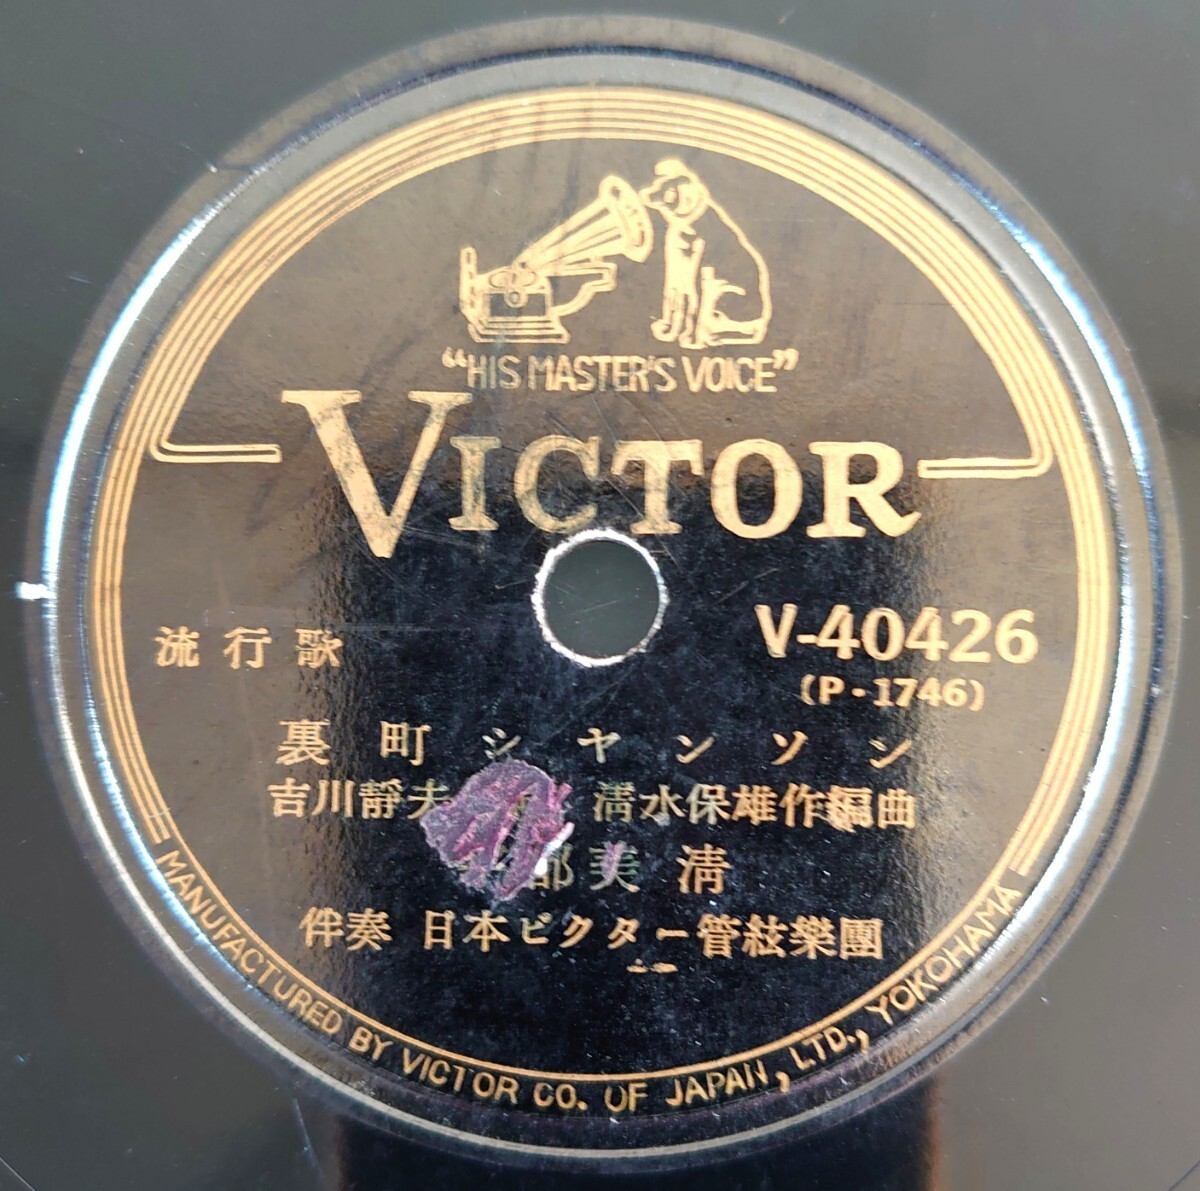 “HIS MASTER'S VOICE”
VICTOR
流行歌
V-40426
(P-1746)
裏町シヤンソン
吉川靜夫 清水保雄作編曲
部美清
伴奏 日本ビクター管絃樂團
MANUFACTURED BY VICTOR CO. OF JAPAN, LTD., YOKOHAMA